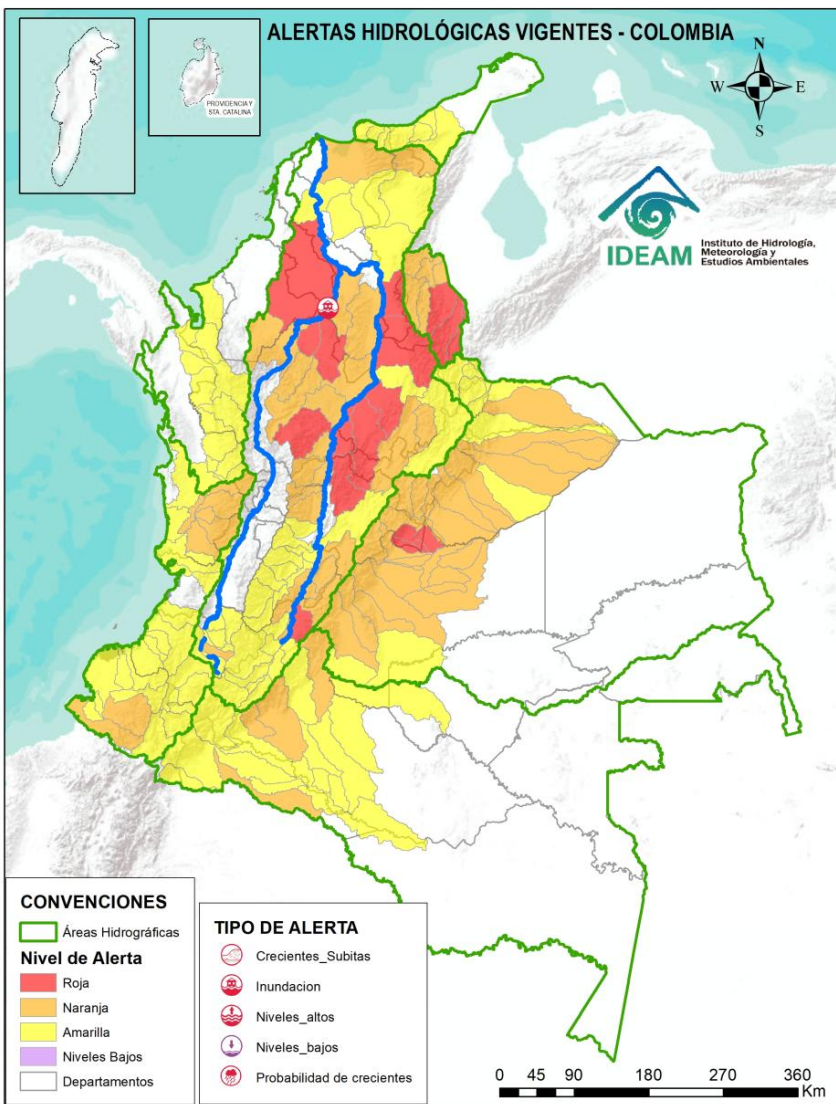 ALERTAS HIDROLÓGICAS VIGENTES - COLOMBIA
PROVIDENCIA Y
STA. CATALINA
N
W
E
S
IDEAM
Instituto de Hidrología,
Meteorología y
Estudios Ambientales
CONVENCIONES
Áreas Hidrográficas
Nivel de Alerta
Roja
Naranja
Amarilla
Niveles Bajos
Departamentos
TIPO DE ALERTA
Crecientes_Subitas
Inundacion
Niveles_altos
Niveles_bajos
Probabilidad de crecientes
0 45 90 180 270 360
Km